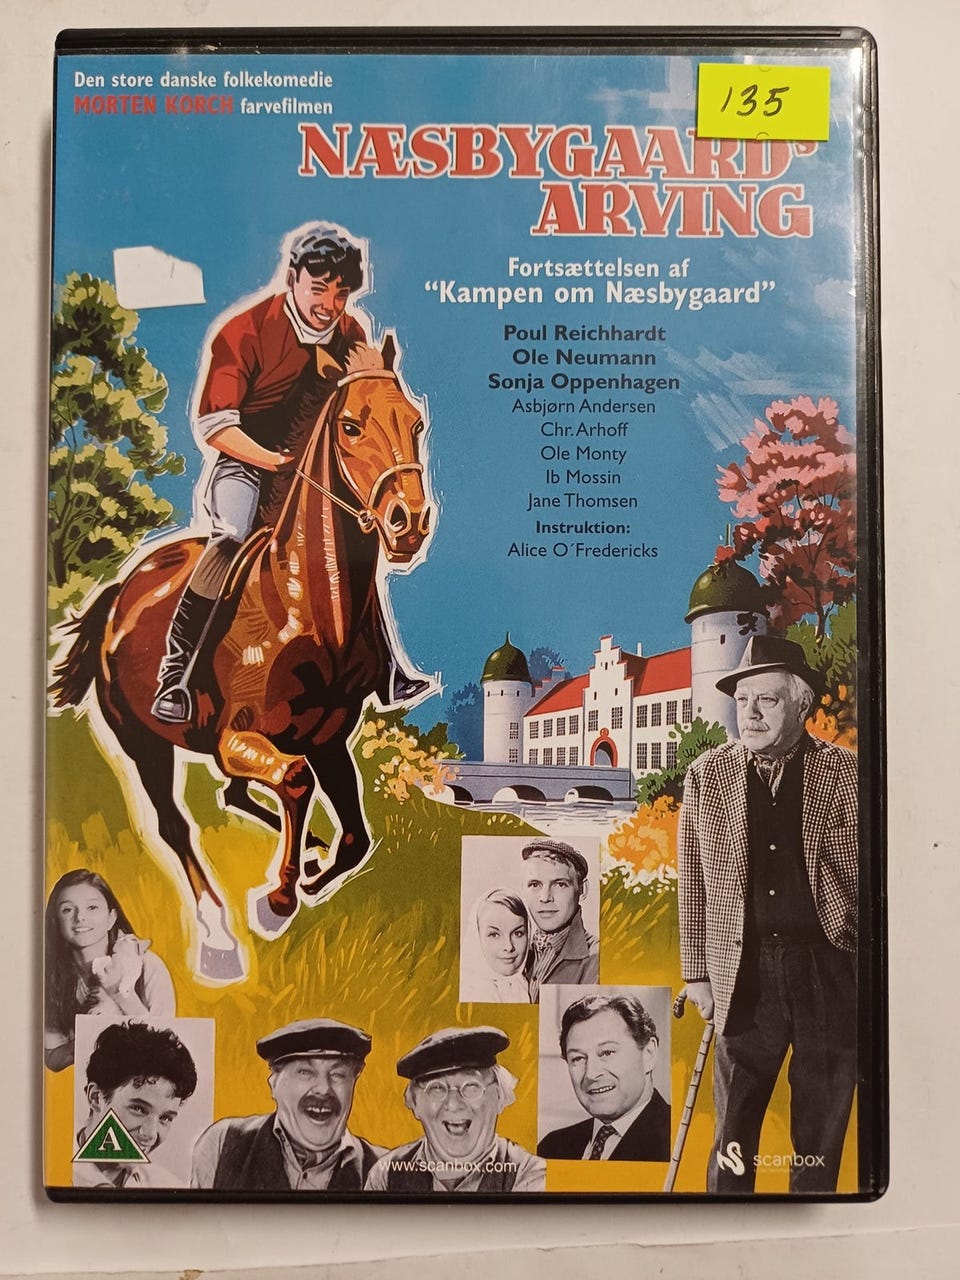 Den store danske folkekomedie
MORTEN KORCH farvefilmen
135
NÆSBYGAARDs
ARVING
Fortsættelsen af
"Kampen om Næsbygaard"
Poul Reichhardt
Ole Neumann
Sonja Oppenhagen
Asbjørn Andersen
Chr. Arhoff
Ole Monty
Ib Mossin
Jane Thomsen
Instruktion:
Alice O´Fredericks
A
www.scanbox.com
scanbox